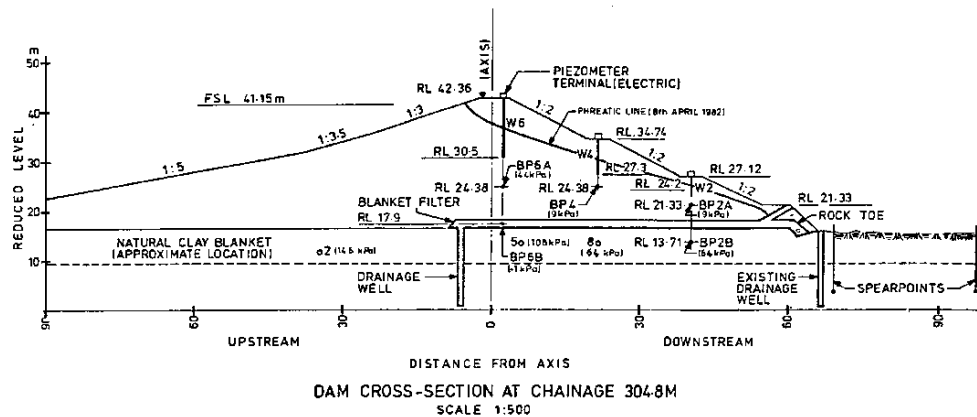 m
50
40
30
20
10
REDUCED LEVEL
FSL 41·15m
RL 42·36
(AXIS)
PIEZOMETER
TERMINAL (ELECTRIC)
1:2
PHREATIC LINE (8th APRIL 1982)
RL 34·74
1:3
1:3·5
1:5
W6
W4
1:2
RL 30·5
RL 27·3
RL 27·12
BP6A
(44kPa)
RL 24·38
RL 24·38
BP4
(9kPa)
RL 24·2
W2
1:2
RL 21·33
BP2A
(9kPa)
RL 21·33
ROCK TOE
BLANKET FILTER
RL 17·9
NATURAL CLAY BLANKET
(APPROXIMATE LOCATION)
o2 (146 kPa)
5o (106kPa)
BP6B
8o
(64 kPa)
RL 13·71
BP2B
(64kPa)
DRAINAGE
WELL
EXISTING
DRAINAGE
WELL
SPEARPOINTS
90
60
30
0
30
60
90
UPSTREAM
DOWNSTREAM
DISTANCE FROM AXIS
DAM CROSS-SECTION AT CHAINAGE 304·8M
SCALE 1:500